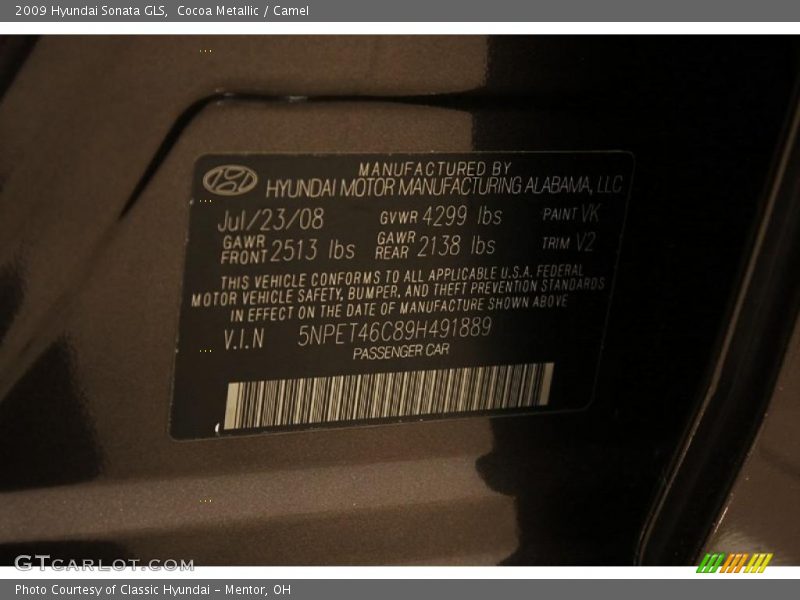 2009 Hyundai Sonata GLS, Cocoa Metallic / Camel
MANUFACTURED BY
HYUNDAI MOTOR MANUFACTURING ALABAMA, LLC
Jul/23/08 GVWR 4299 lbs PAINT VK
GAWR FRONT 2513 lbs GAWR REAR 2138 lbs TRIM V2
THIS VEHICLE CONFORMS TO ALL APPLICABLE U.S.A. FEDERAL
MOTOR VEHICLE SAFETY, BUMPER, AND THEFT PREVENTION STANDARDS
IN EFFECT ON THE DATE OF MANUFACTURE SHOWN ABOVE
V.I.N 5NPET46C89H491889
PASSENGER CAR
GTCARLOT.COM
Photo Courtesy of Classic Hyundai - Mentor, OH